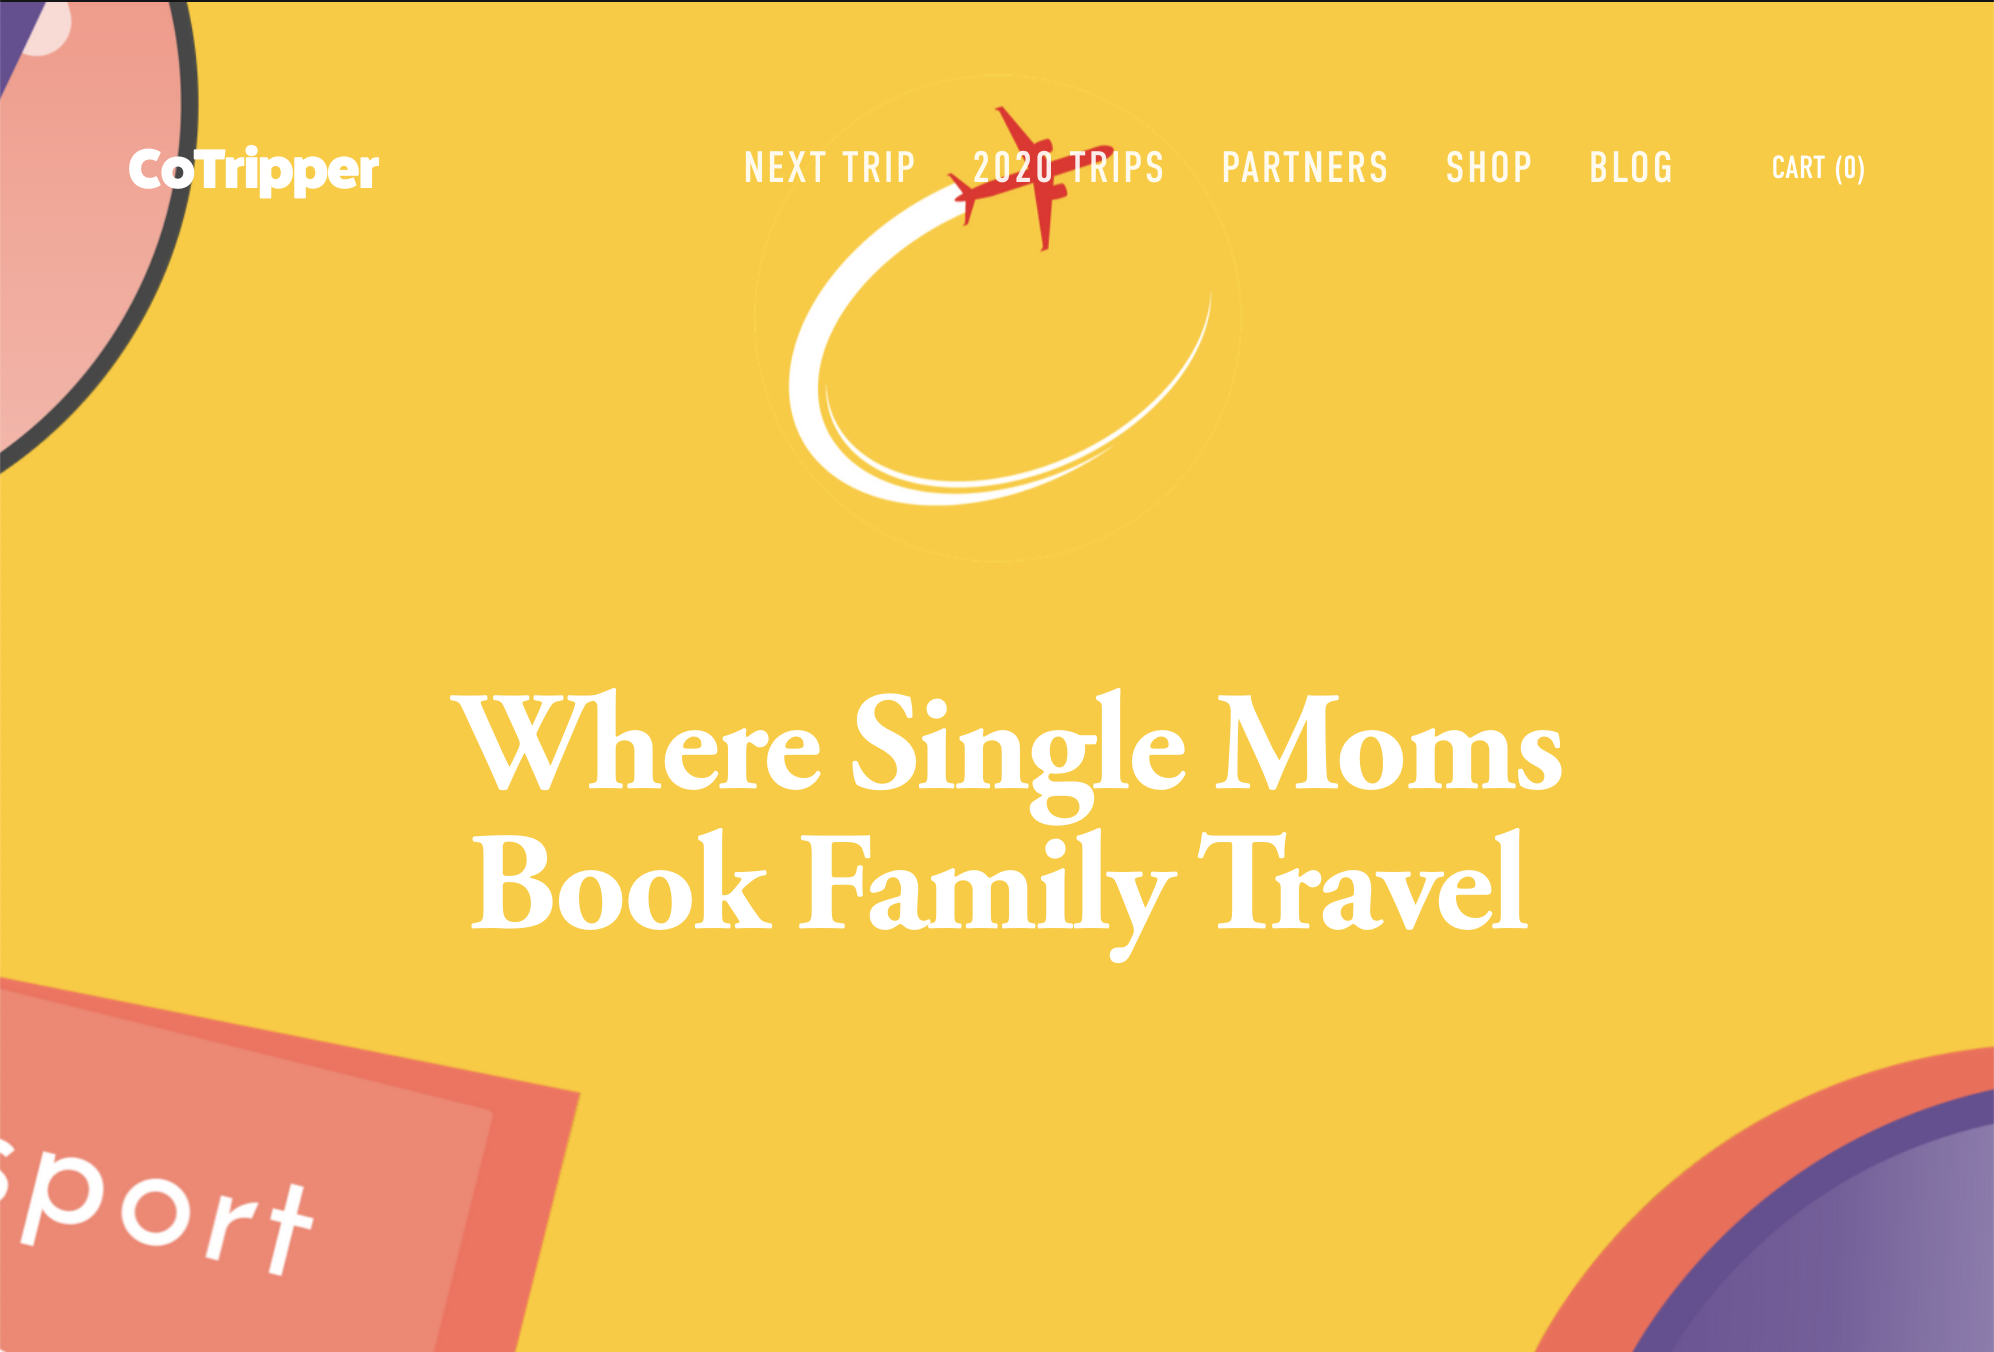 CoTripper
NEXT TRIP 2020 TRIPS PARTNERS SHOP BLOG CART (0)
Where Single Moms
Book Family Travel
sport